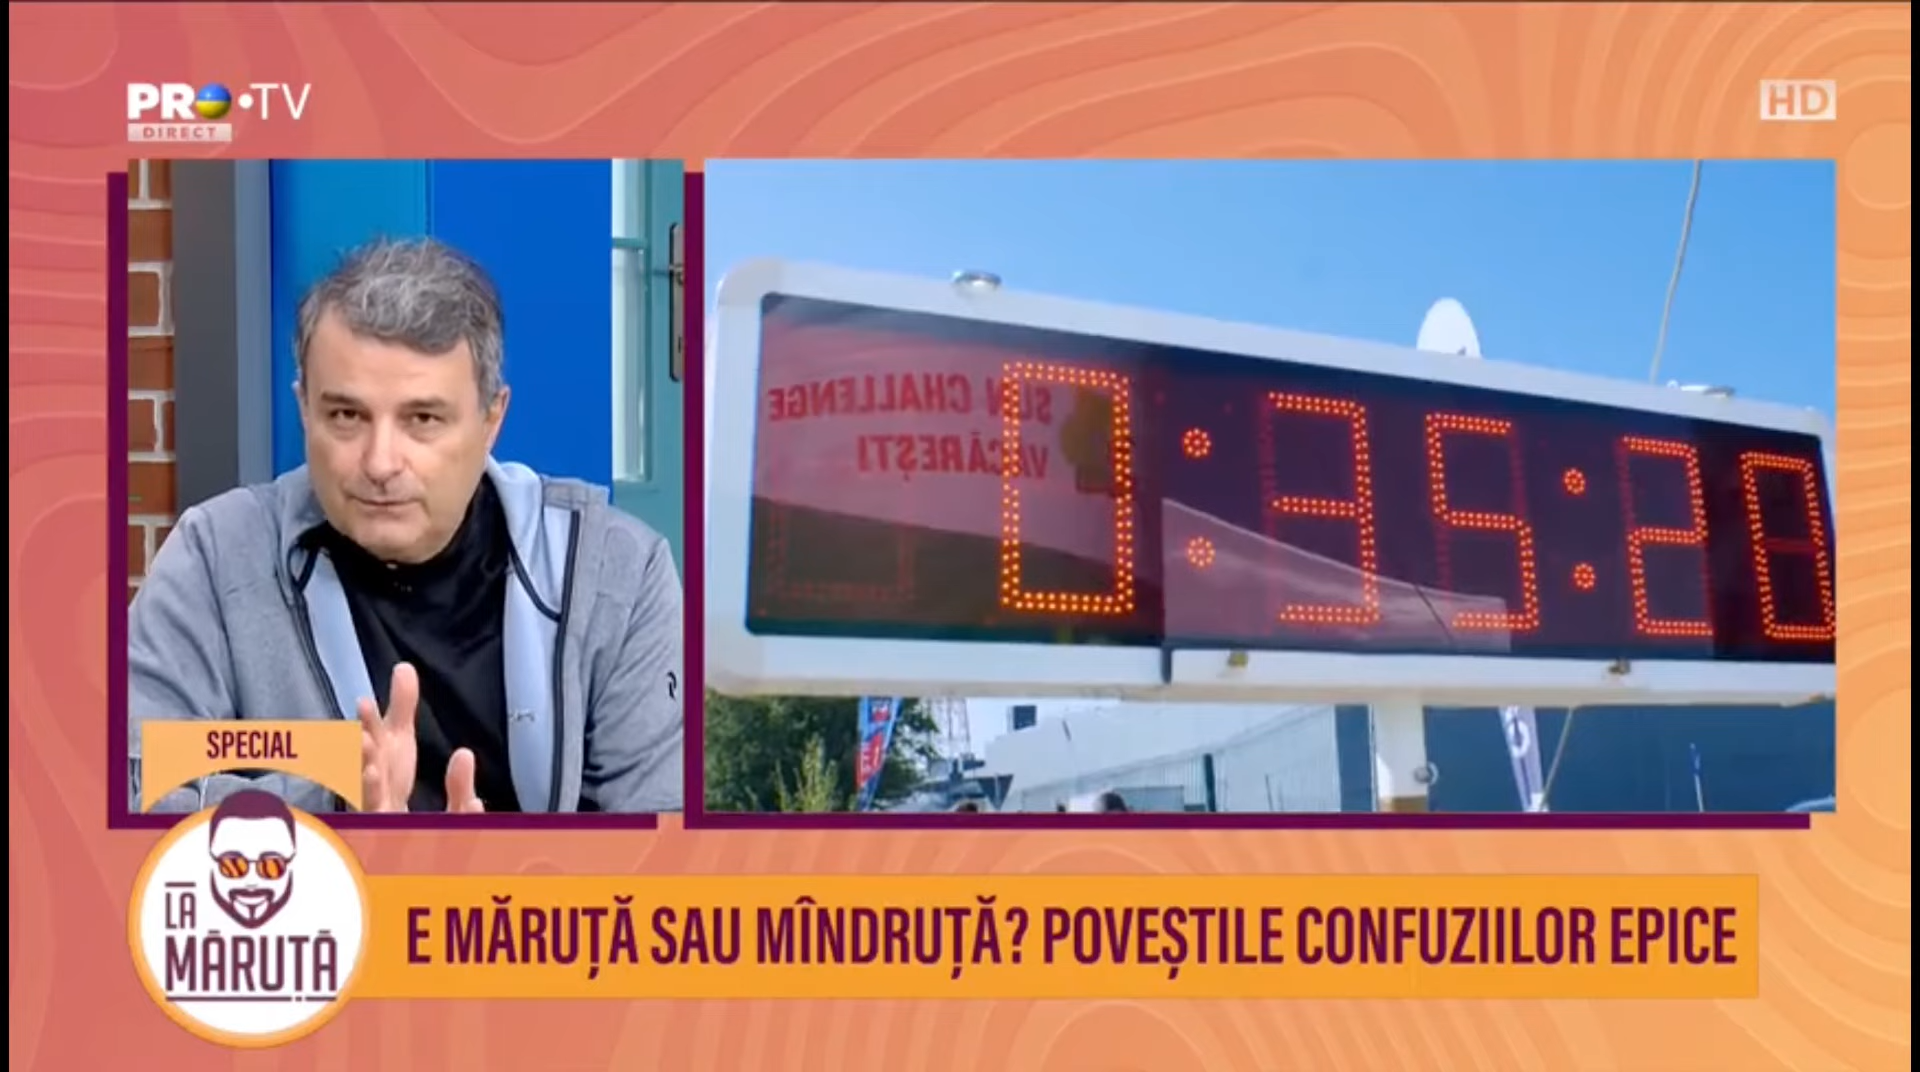 PRO•TV
DIRECT
HD
SUN CHALLENGE
VĂCĂREȘTI
0:35:20
SPECIAL
LA
MĂRUȚĂ
E MĂRUȚĂ SAU MÎNDRUȚĂ? POVEȘTILE CONFUZIILOR EPICE